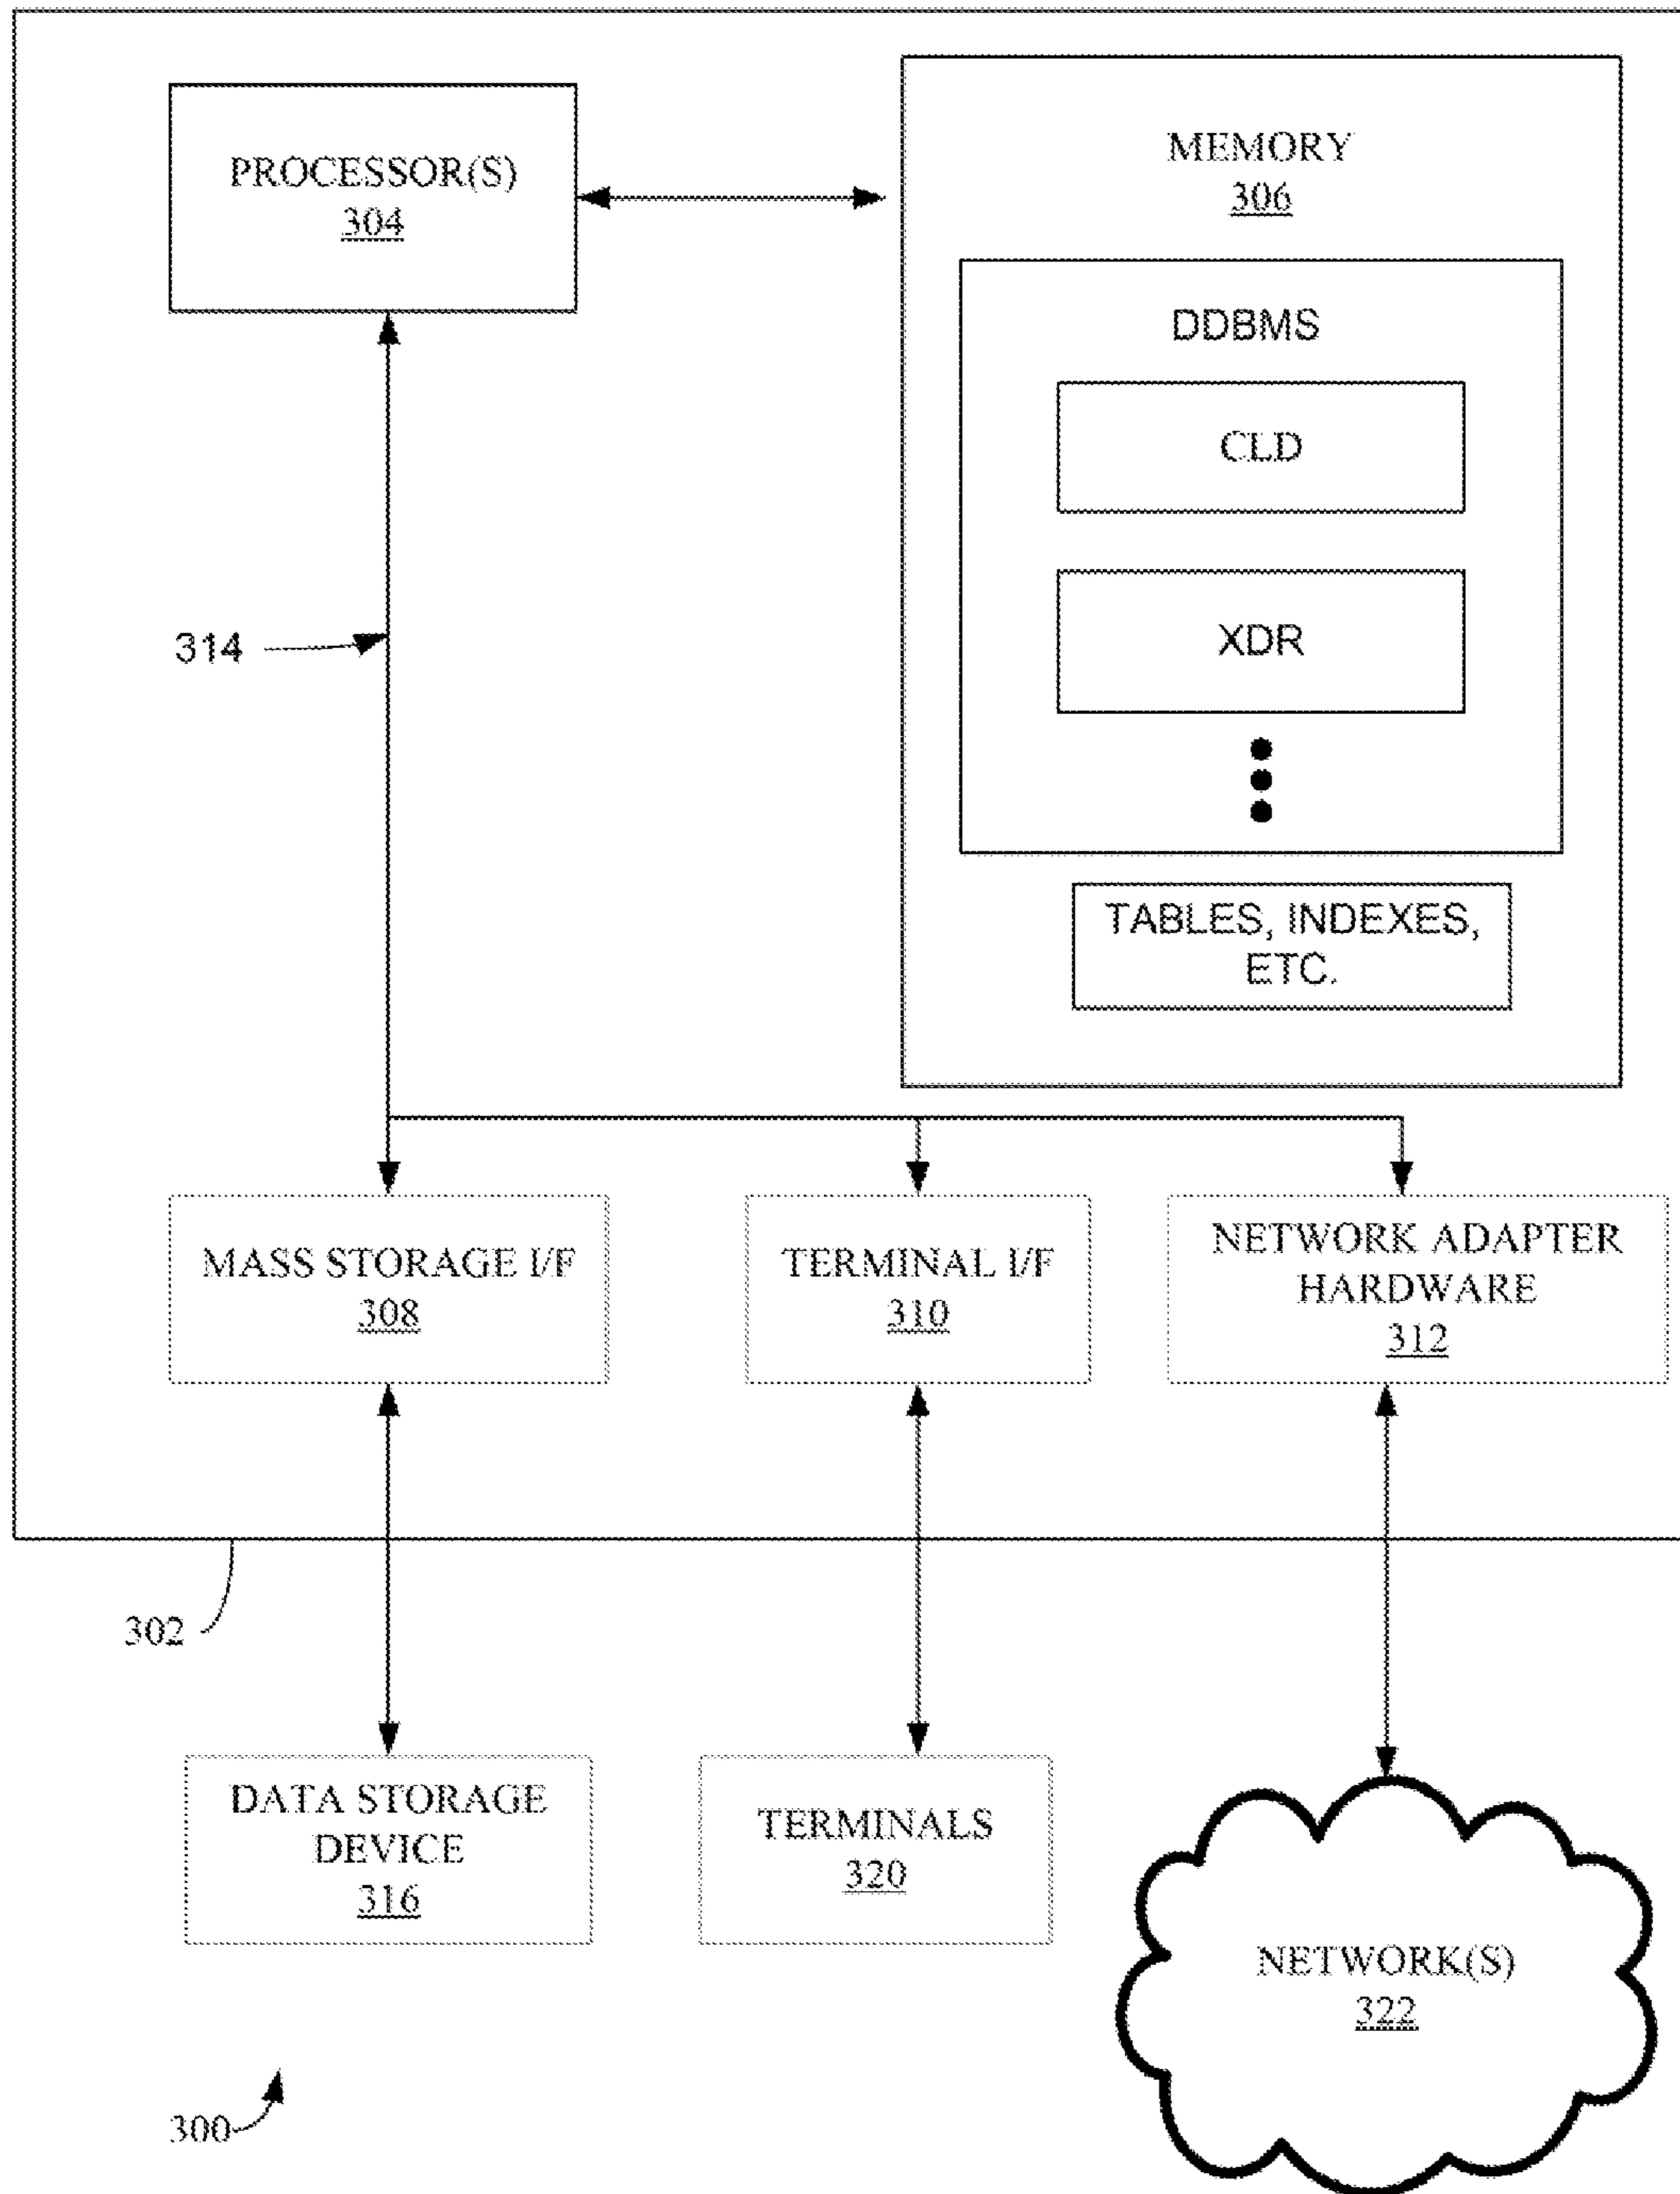 PROCESSOR(S)
304
MEMORY
306
DDBMS
CLD
XDR
314
TABLES, INDEXES,
ETC.
MASS STORAGE I/F
308
TERMINAL I/F
310
NETWORK ADAPTER
HARDWARE
312
302
DATA STORAGE
DEVICE
316
TERMINALS
320
NETWORK(S)
322
300